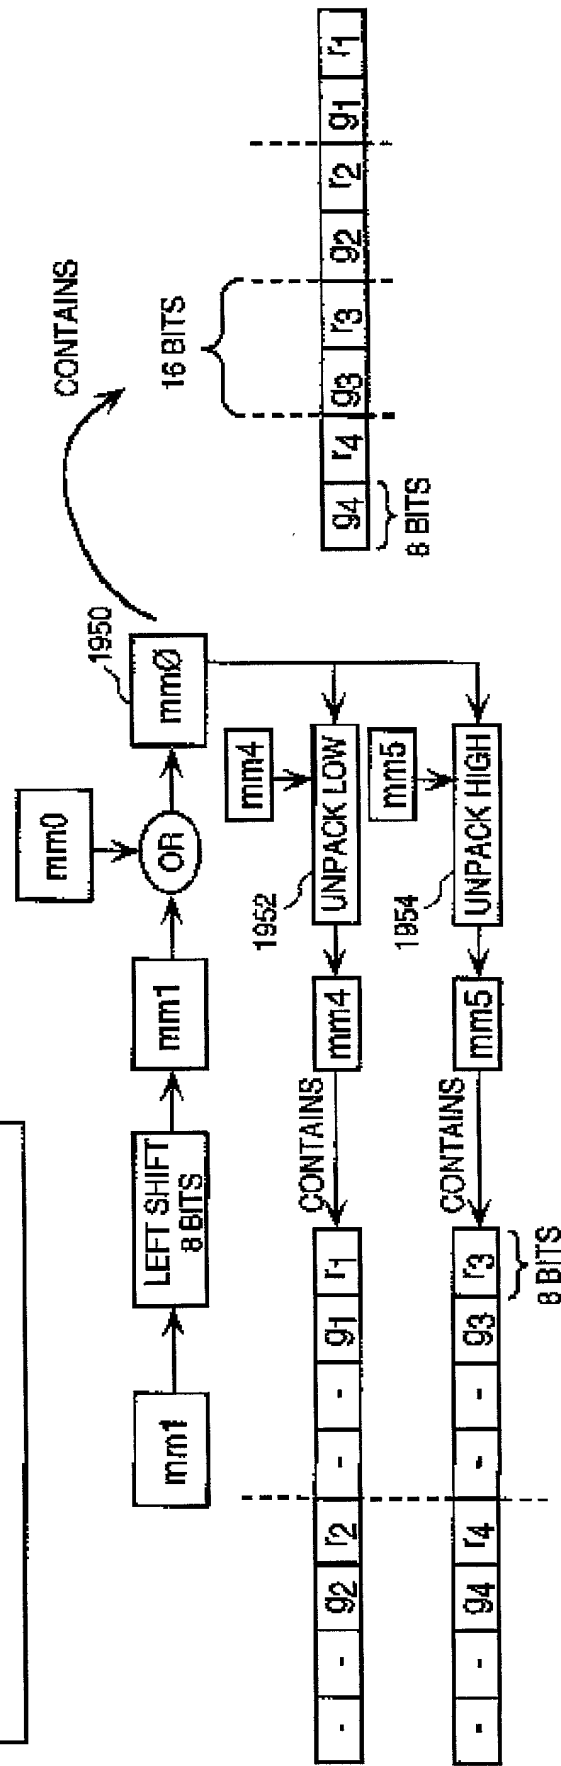 mm0
mm1
LEFT SHIFT
8 BITS
mm1
OR
mmØ
1950
CONTAINS
16 BITS
g4 r4 g3 r3 g2 r2 g1 r1
8 BITS
mm4
1952
UNPACK LOW
mm4
CONTAINS
- - g2 r2 - - g1 r1
mm5
1954
UNPACK HIGH
mm5
CONTAINS
- - g4 r4 - - g3 r3
8 BITS